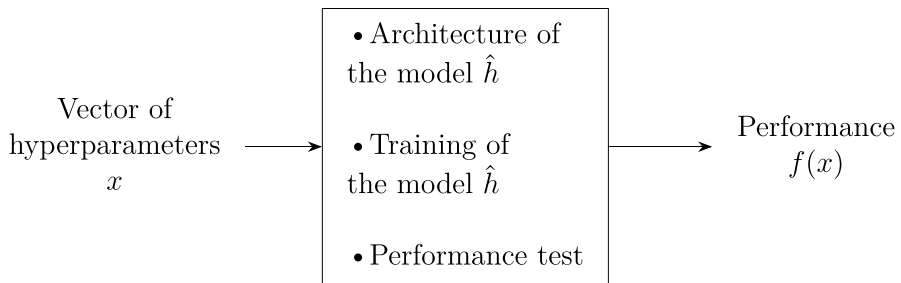 Vector of
hyperparameters
x
• Architecture of
the model ĥ
• Training of
the model ĥ
• Performance test
Performance
f(x)